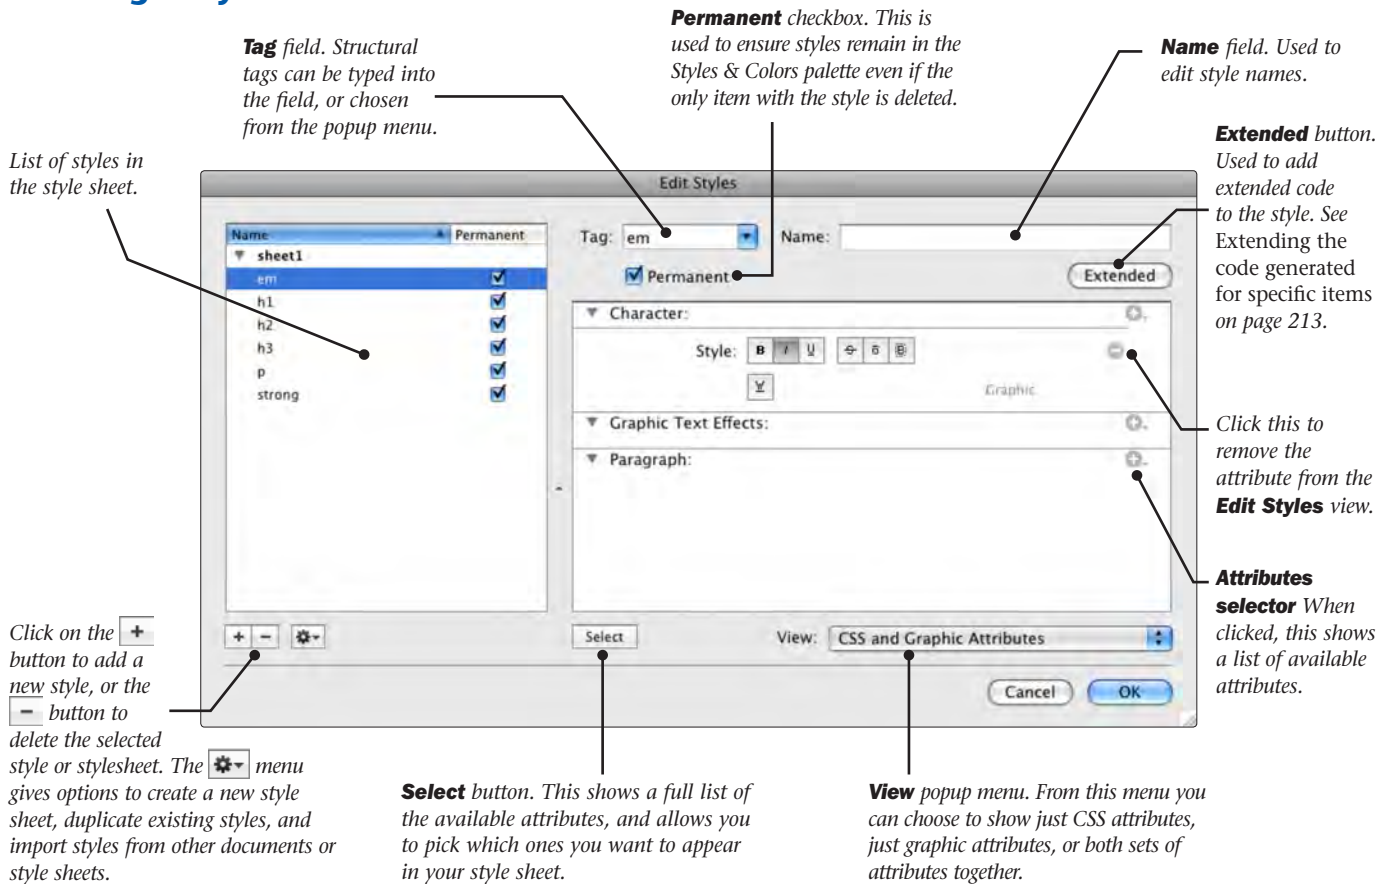 Tag field. Structural
tags can be typed into
the field, or chosen
from the popup menu.
Permanent checkbox. This is
used to ensure styles remain in the
Styles & Colors palette even if the
only item with the style is deleted.
Name field. Used to
edit style names.
Extended button.
Used to add
extended code
to the style. See
Extending the
code generated
for specific items
on page 213.
List of styles in
the style sheet.
Edit Styles
Name Permanent
sheet1
em
h1
h2
h3
p
strong
Tag: em Name:
Permanent
Extended
Character:
Style: B I U S O B
V
Graphic
Graphic Text Effects:
Paragraph:
Click this to
remove the
attribute from the
Edit Styles view.
Attributes
selector When
clicked, this shows
a list of available
attributes.
+ −
Select View: CSS and Graphic Attributes
Cancel OK
Click on the +
button to add a
new style, or the
− button to
delete the selected
style or stylesheet. The menu
gives options to create a new style
sheet, duplicate existing styles, and
import styles from other documents or
style sheets.
Select button. This shows a full list of
the available attributes, and allows you
to pick which ones you want to appear
in your style sheet.
View popup menu. From this menu you
can choose to show just CSS attributes,
just graphic attributes, or both sets of
attributes together.